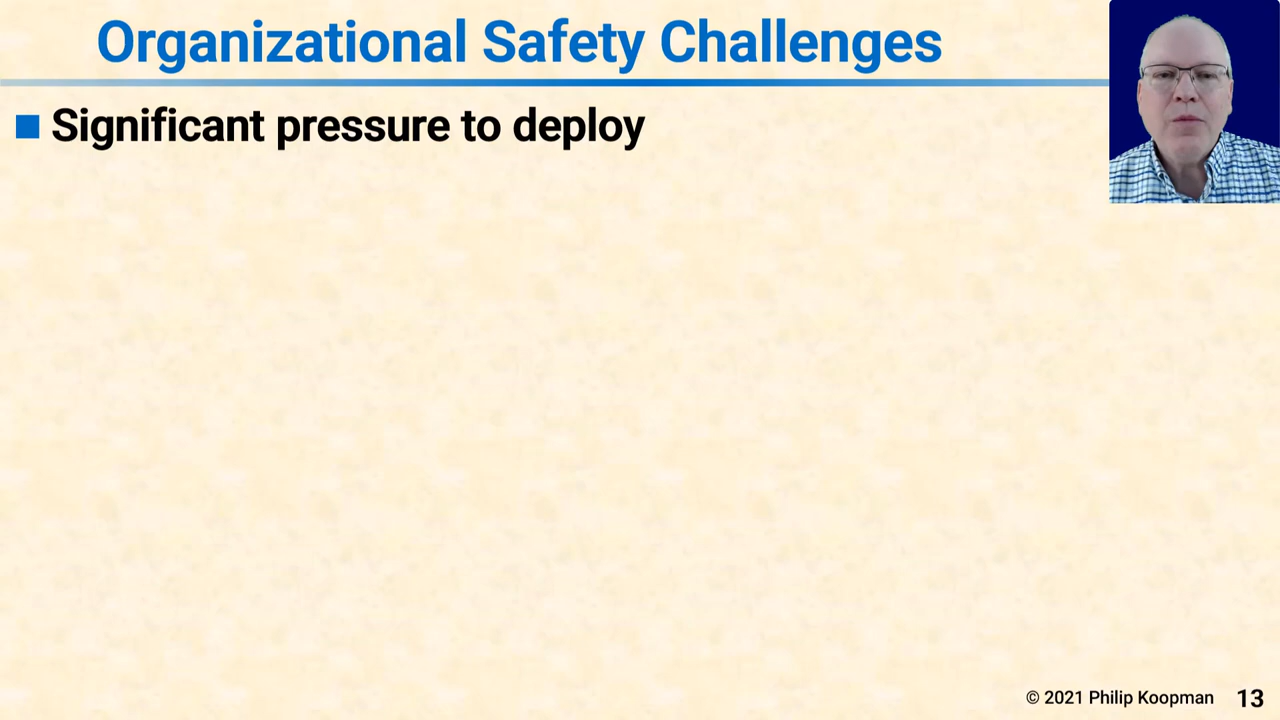 Organizational Safety Challenges
Significant pressure to deploy
© 2021 Philip Koopman 13